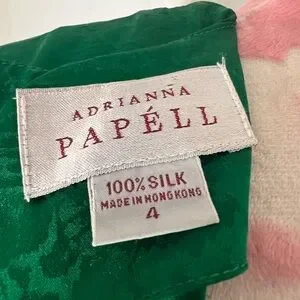 ADRIANNA
PAPÉLL
100% SILK
MADE IN HONG KONG
4